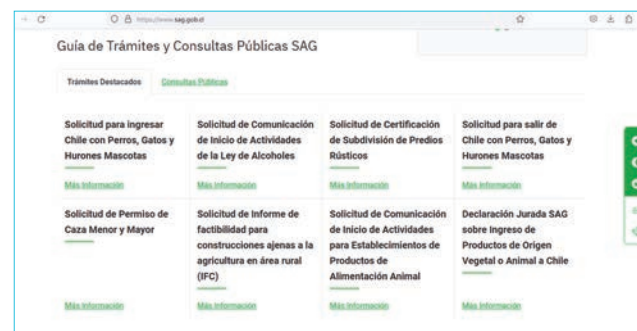 https://www.sag.gob.cl
Guía de Trámites y Consultas Públicas SAG
Trámites Destacados
Consultas Públicas
Solicitud para ingresar
Chile con Perros, Gatos y
Hurones Mascotas
Más Información
Solicitud de Comunicación
de Inicio de Actividades
de la Ley de Alcoholes
Más Información
Solicitud de Certificación
de Subdivisión de Predios
Rústicos
Más Información
Solicitud para salir de
Chile con Perros, Gatos y
Hurones Mascotas
Más Información
Solicitud de Permiso de
Caza Menor y Mayor
Más Información
Solicitud de Informe de
factibilidad para
construcciones ajenas a la
agricultura en área rural
(IFC)
Más Información
Solicitud de Comunicación
de Inicio de Actividades
para Establecimientos de
Productos de
Alimentación Animal
Más Información
Declaración Jurada SAG
sobre Ingreso de
Productos de Origen
Vegetal o Animal a Chile
Más Información